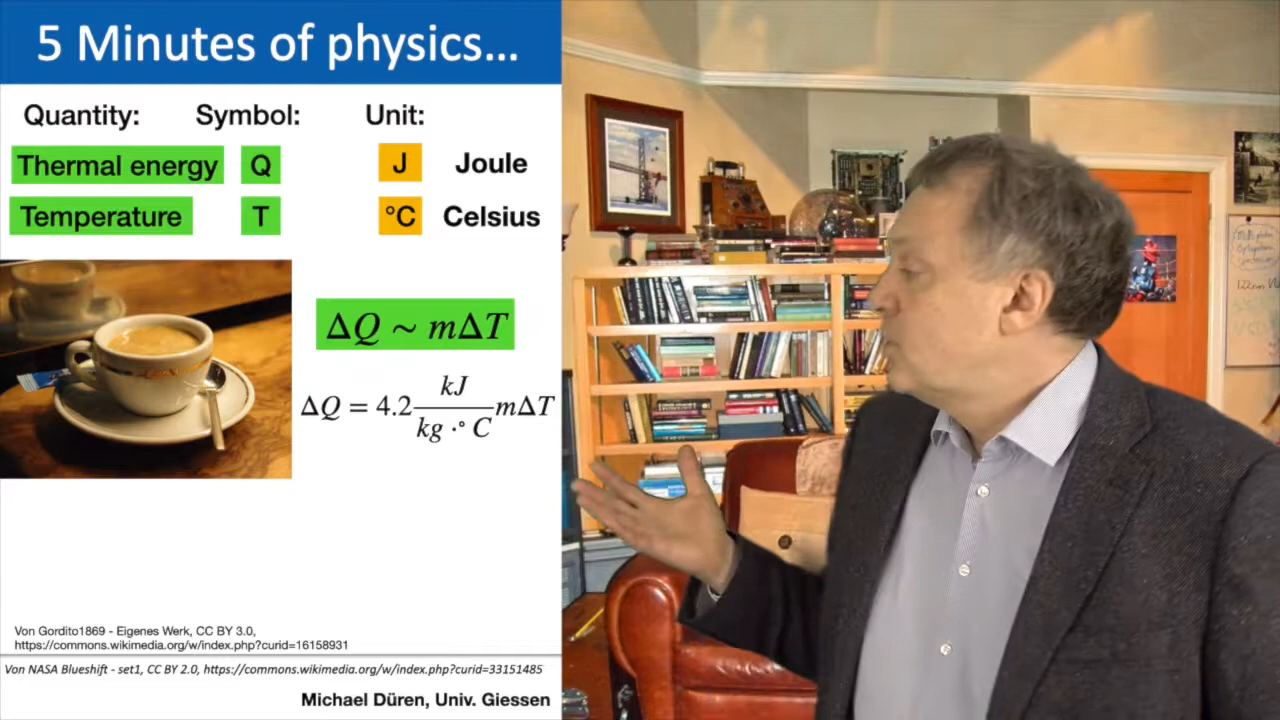 5 Minutes of physics...
Quantity: Symbol: Unit:
Thermal energy Q J Joule
Temperature T °C Celsius
ΔQ ~ mΔT
ΔQ = 4.2 kJ / kg · ° C mΔT
Von Gordito1869 - Eigenes Werk, CC BY 3.0,
https://commons.wikimedia.org/w/index.php?curid=16158931
Von NASA Blueshift - set1, CC BY 2.0, https://commons.wikimedia.org/w/index.php?curid=33151485
Michael Düren, Univ. Giessen